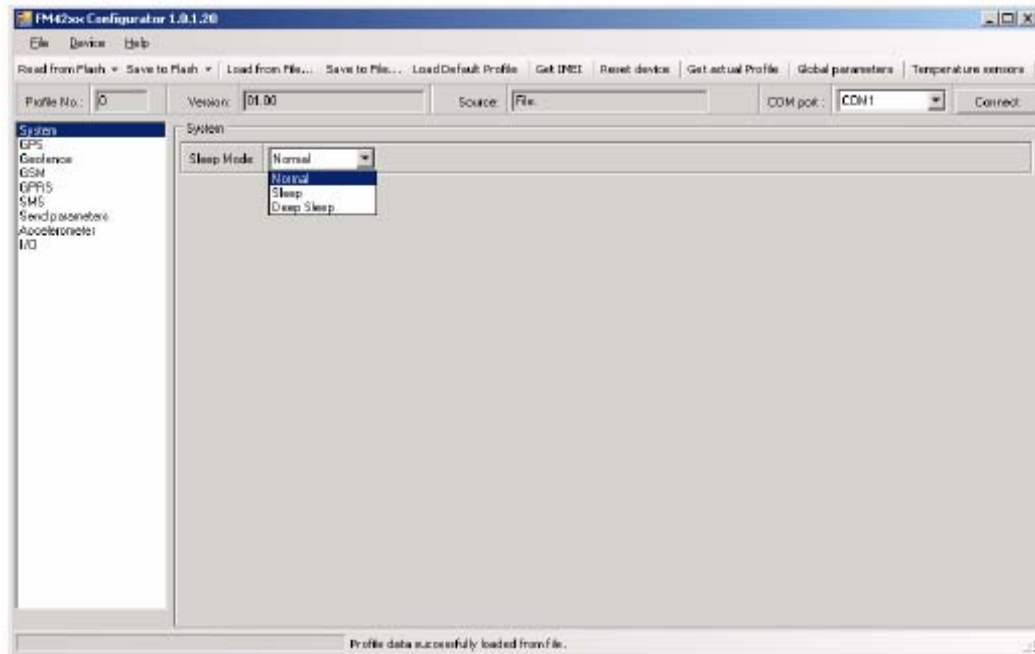 FM42xx Configurator 1.0.1.20
File Device Help
Read from Flash Save to Flash Load from File... Save to File... Load Default Profile Get IMEI Reset device Get actual Profile Global parameters Temperature sensors
Profile No.: 0 Version: 01.00 Source: File. COM port: COM1 Connect
System
GPS
Geofence
GSM
GPRS
SMS
Send parameters
Accelerometer
I/O
System
Sleep Mode: Normal
Normal
Sleep
Deep Sleep
Profile data successfully loaded from file.